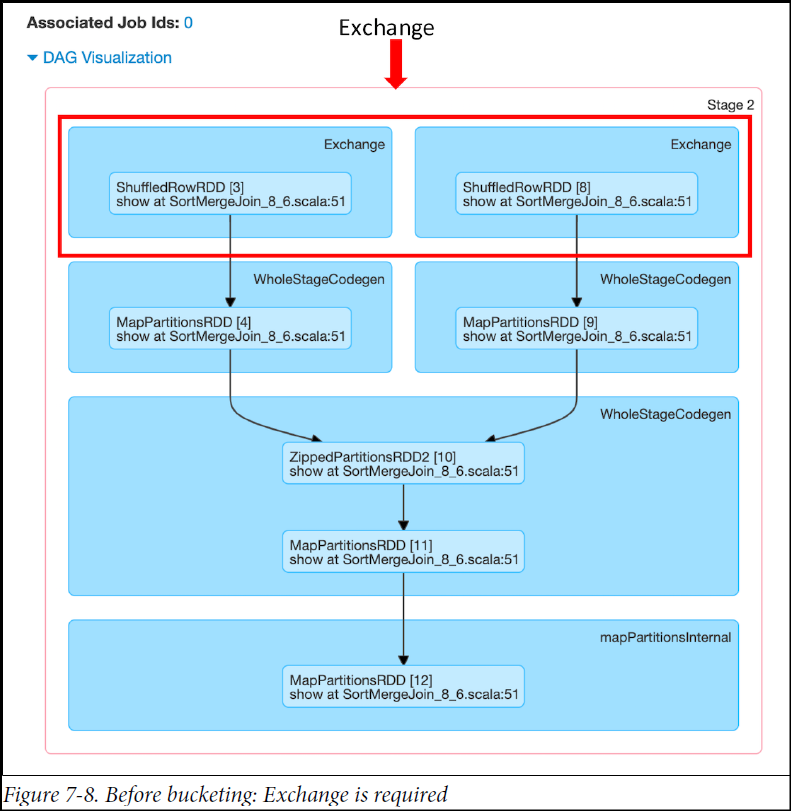 Associated Job Ids: 0
Exchange
DAG Visualization
Stage 2
Exchange
ShuffledRowRDD [3]
show at SortMergeJoin_8_6.scala:51
Exchange
ShuffledRowRDD [8]
show at SortMergeJoin_8_6.scala:51
WholeStageCodegen
MapPartitionsRDD [4]
show at SortMergeJoin_8_6.scala:51
WholeStageCodegen
MapPartitionsRDD [9]
show at SortMergeJoin_8_6.scala:51
WholeStageCodegen
ZippedPartitionsRDD2 [10]
show at SortMergeJoin_8_6.scala:51
MapPartitionsRDD [11]
show at SortMergeJoin_8_6.scala:51
mapPartitionsInternal
MapPartitionsRDD [12]
show at SortMergeJoin_8_6.scala:51
Figure 7-8. Before bucketing: Exchange is required